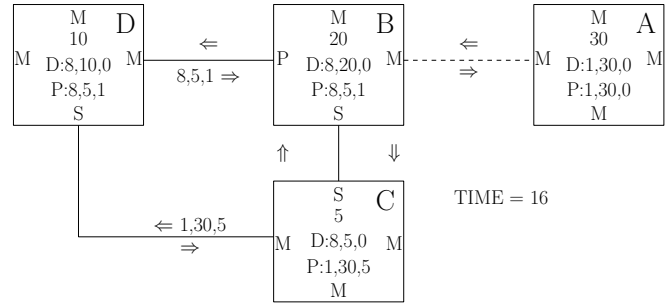 M D
10
M M
D:8,10,0
P:8,5,1
S
⇐
8,5,1 ⇒
M B
20
P M
D:8,20,0
P:8,5,1
S
⇐
⇒
M A
30
M M
D:1,30,0
P:1,30,0
M
⇑ ⇓
S C
5
D:8,5,0
M M
P:1,30,5
M
⇐ 1,30,5
⇒
TIME = 16